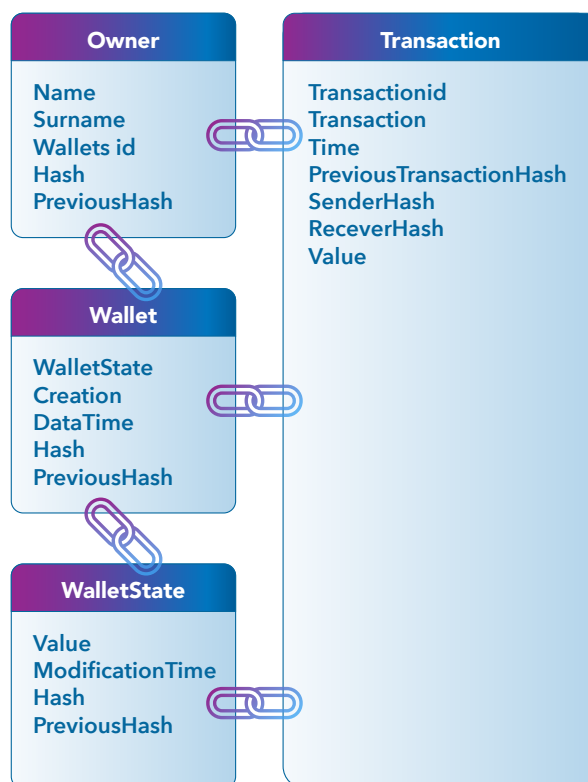 Owner
Name
Surname
Wallets id
Hash
PreviousHash
Transaction
Transactionid
Transaction
Time
PreviousTransactionHash
SenderHash
ReceverHash
Value
Wallet
WalletState
Creation
DataTime
Hash
PreviousHash
WalletState
Value
ModificationTime
Hash
PreviousHash